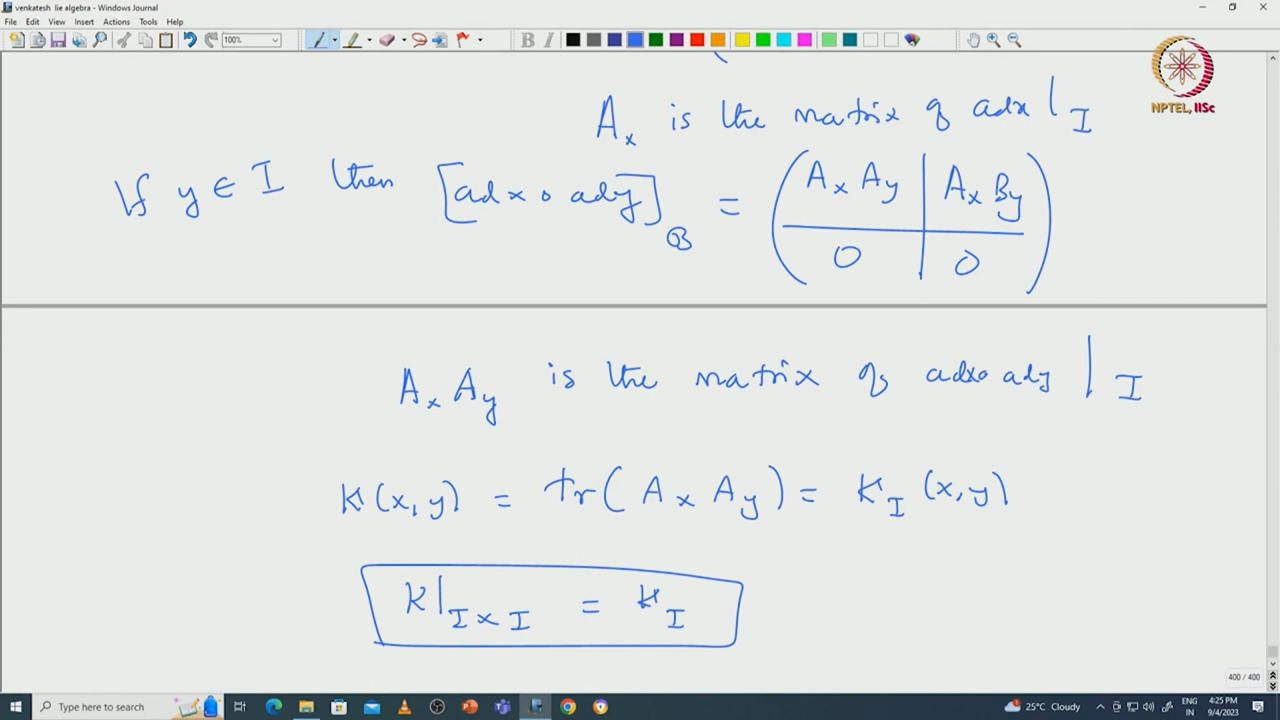 venkatesh lie algebra - Windows Journal
File Edit View Insert Actions Tools Help
100%
B I
NPTEL, IISc
A_x is the matrix of adx|_I
If y ∈ I then [adx ∘ ady]_B = ( A_x A_y | A_x B_y
0 | 0 )
A_x A_y is the matrix of adx∘ ady |_I
K(x,y) = tr( A_x A_y ) = K_I (x,y)
K|_{I×I} = K_I
400 / 400
Type here to search
25°C Cloudy
ENG
IN
4:25 PM
9/4/2023